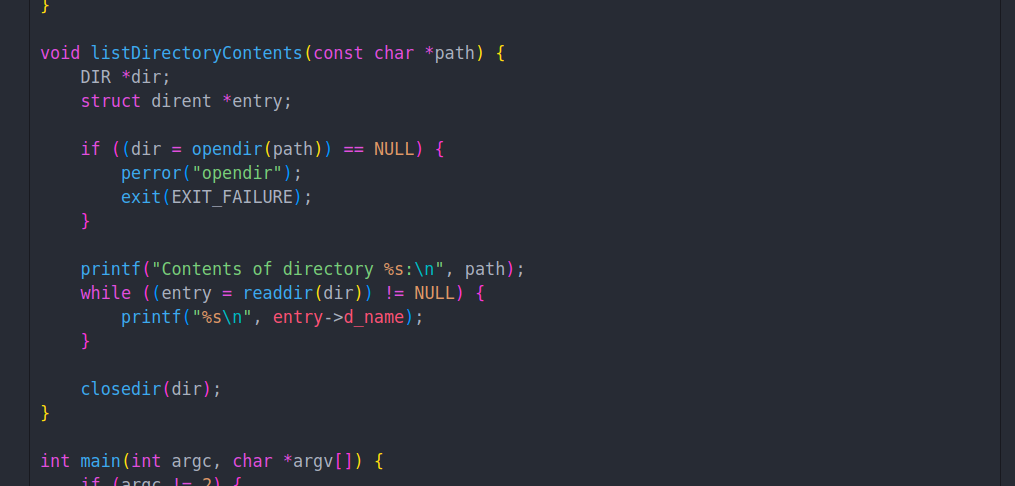 }

void listDirectoryContents(const char *path) {
    DIR *dir;
    struct dirent *entry;

    if ((dir = opendir(path)) == NULL) {
        perror("opendir");
        exit(EXIT_FAILURE);
    }

    printf("Contents of directory %s:\n", path);
    while ((entry = readdir(dir)) != NULL) {
        printf("%s\n", entry->d_name);
    }

    closedir(dir);
}

int main(int argc, char *argv[]) {
    if (argc != 2) {